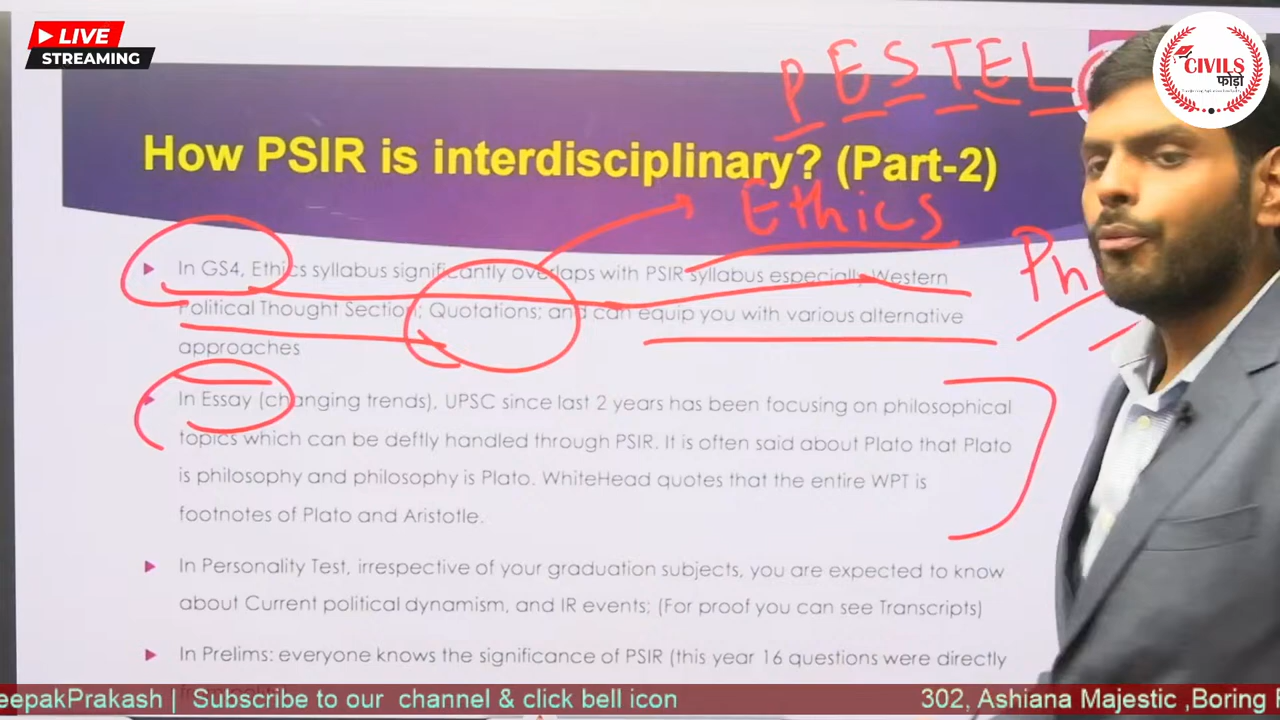 LIVE
STREAMING
PESTEL
CIVILS
फोड़ो
How PSIR is interdisciplinary? (Part-2)
Ethics
In GS4, Ethics syllabus significantly overlaps with PSIR syllabus especially Western
Political Thought Section; Quotations; and can equip you with various alternative
approaches
In Essay (changing trends), UPSC since last 2 years has been focusing on philosophical
topics which can be deftly handled through PSIR. It is often said about Plato that Plato
is philosophy and philosophy is Plato. WhiteHead quotes that the entire WPT is
footnotes of Plato and Aristotle.
In Personality Test, irrespective of your graduation subjects, you are expected to know
about Current political dynamism, and IR events; (For proof you can see Transcripts)
In Prelims: everyone knows the significance of PSIR (this year 16 questions were directly
eepakPrakash | Subscribe to our channel & click bell icon
302, Ashiana Majestic ,Boring